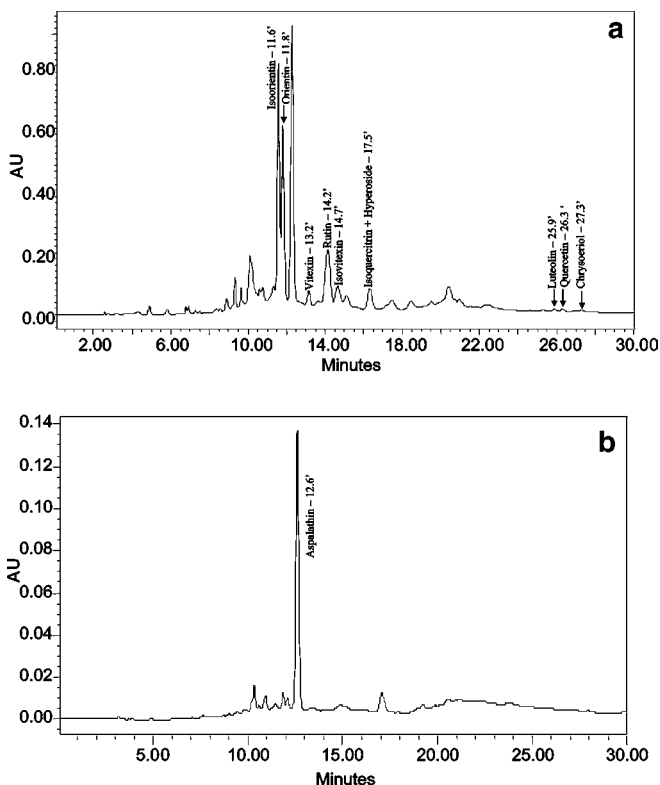 a
0.80
0.60
0.40
0.20
0.00
AU
Isoorientin – 11.6'
Orientin – 11.8'
Vitexin – 13.2'
Rutin – 14.2'
Isovitexin – 14.7'
Isoquercitrin + Hyperoside – 17.5'
Luteolin – 25.9'
Quercetin – 26.3 '
Chrysoeriol – 27.3'
2.00 6.00 10.00 14.00 18.00 22.00 26.00 30.00
Minutes
b
0.14
0.12
0.10
0.08
0.06
0.04
0.02
0.00
AU
Aspalathin – 12.6'
5.00 10.00 15.00 20.00 25.00 30.00
Minutes